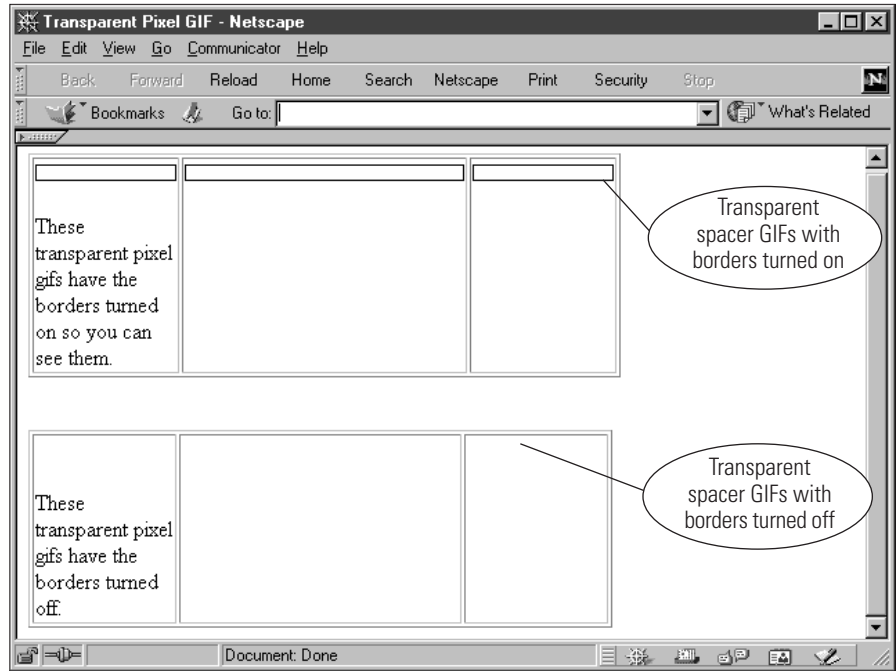 Transparent Pixel GIF - Netscape
File Edit View Go Communicator Help
Back Forward Reload Home Search Netscape Print Security Stop N
Bookmarks Go to: What's Related
These
transparent pixel
gifs have the
borders turned
on so you can
see them.
Transparent
spacer GIFs with
borders turned on
These
transparent pixel
gifs have the
borders turned
off.
Transparent
spacer GIFs with
borders turned off
Document: Done